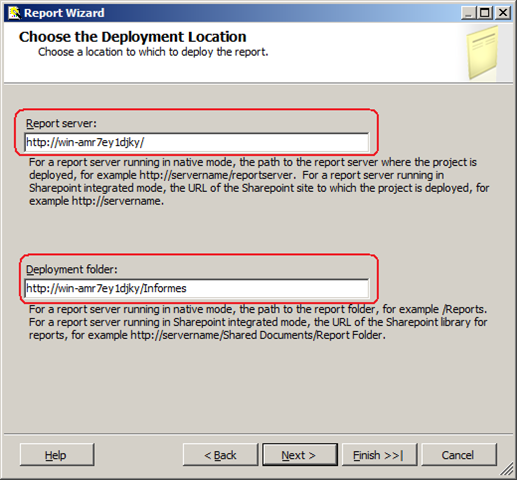 Report Wizard
Choose the Deployment Location
Choose a location to which to deploy the report.
Report server:
http://win-amr7ey1djky/
For a report server running in native mode, the path to the report server where the project is
deployed, for example http://servername/reportserver.  For a report server running in
Sharepoint integrated mode, the URL of the Sharepoint site to which the project is deployed, for
example http://servername.
Deployment folder:
http://win-amr7ey1djky/Informes
For a report server running in native mode, the path to the report folder, for example /Reports.
For a report server running in Sharepoint integrated mode, the URL of the Sharepoint library for
reports, for example http://servername/Shared Documents/Report Folder.
Help
< Back
Next >
Finish >>|
Cancel